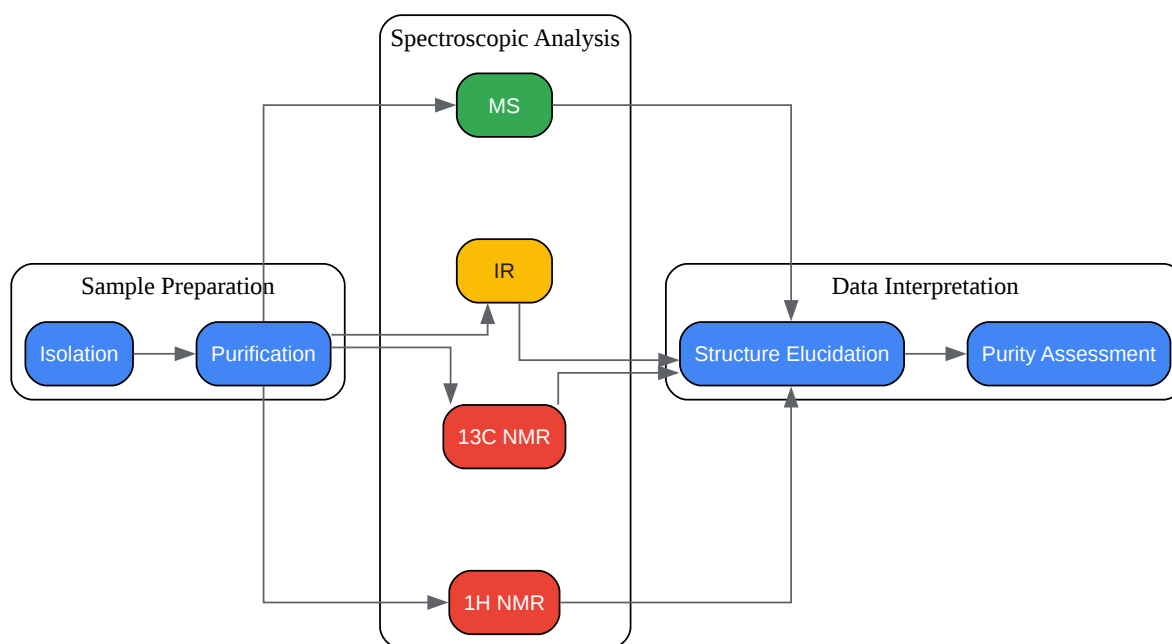 Spectroscopic Analysis
MS
IR
13C NMR
1H NMR
Sample Preparation
Isolation
Purification
Data Interpretation
Structure Elucidation
Purity Assessment